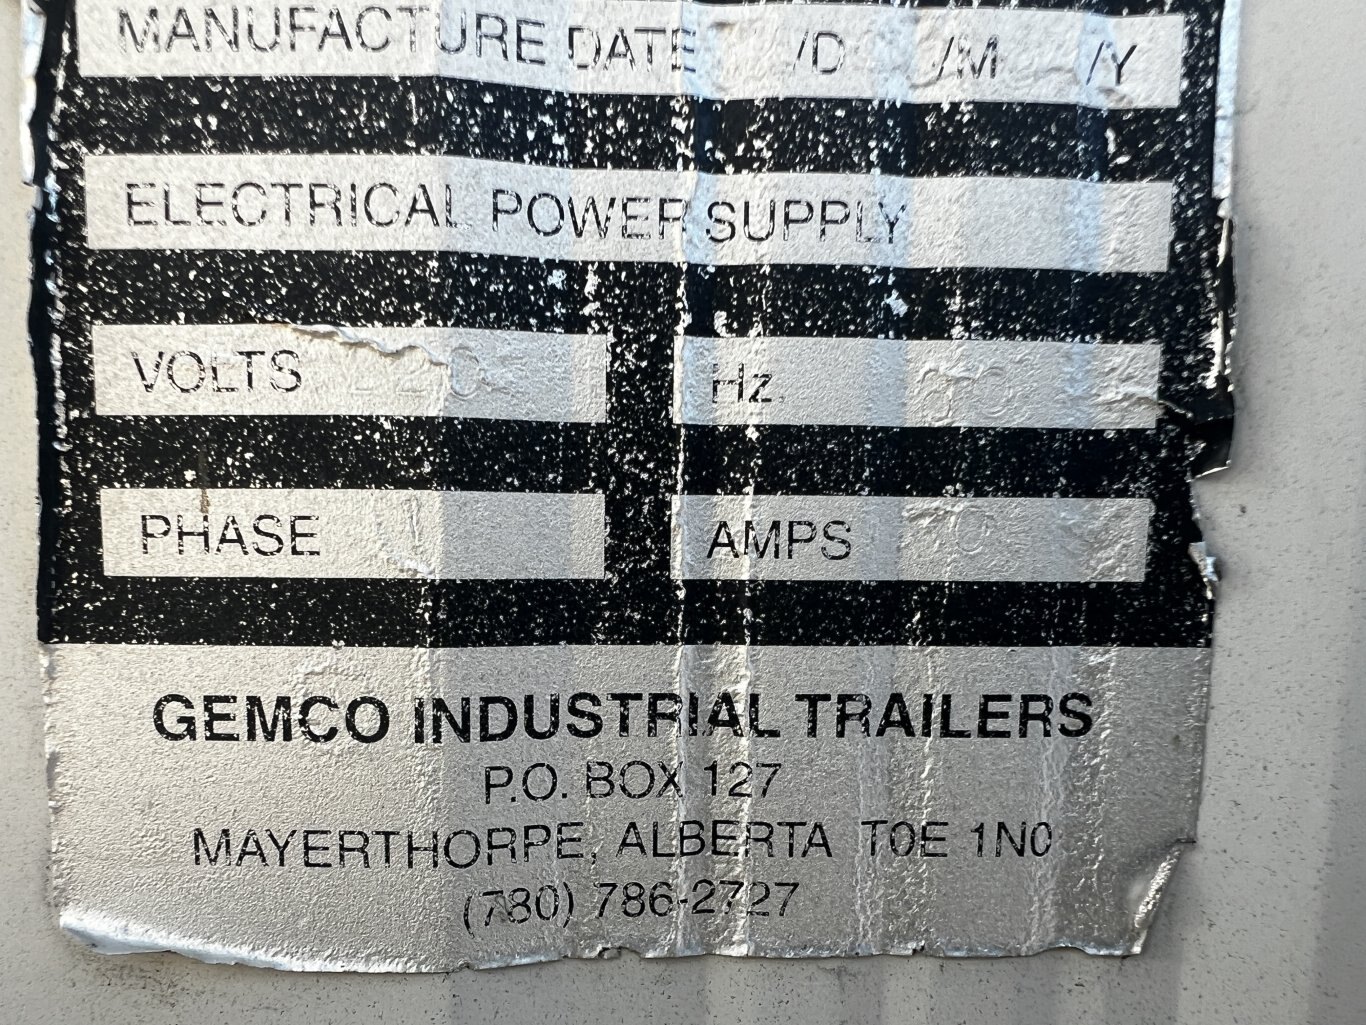 MANUFACTURE DATE /D /M /Y
ELECTRICAL POWER SUPPLY
VOLTS Hz
PHASE 1 AMPS
GEMCO INDUSTRIAL TRAILERS
P.O. BOX 127
MAYERTHORPE, ALBERTA T0E 1N0
(780) 786-2727